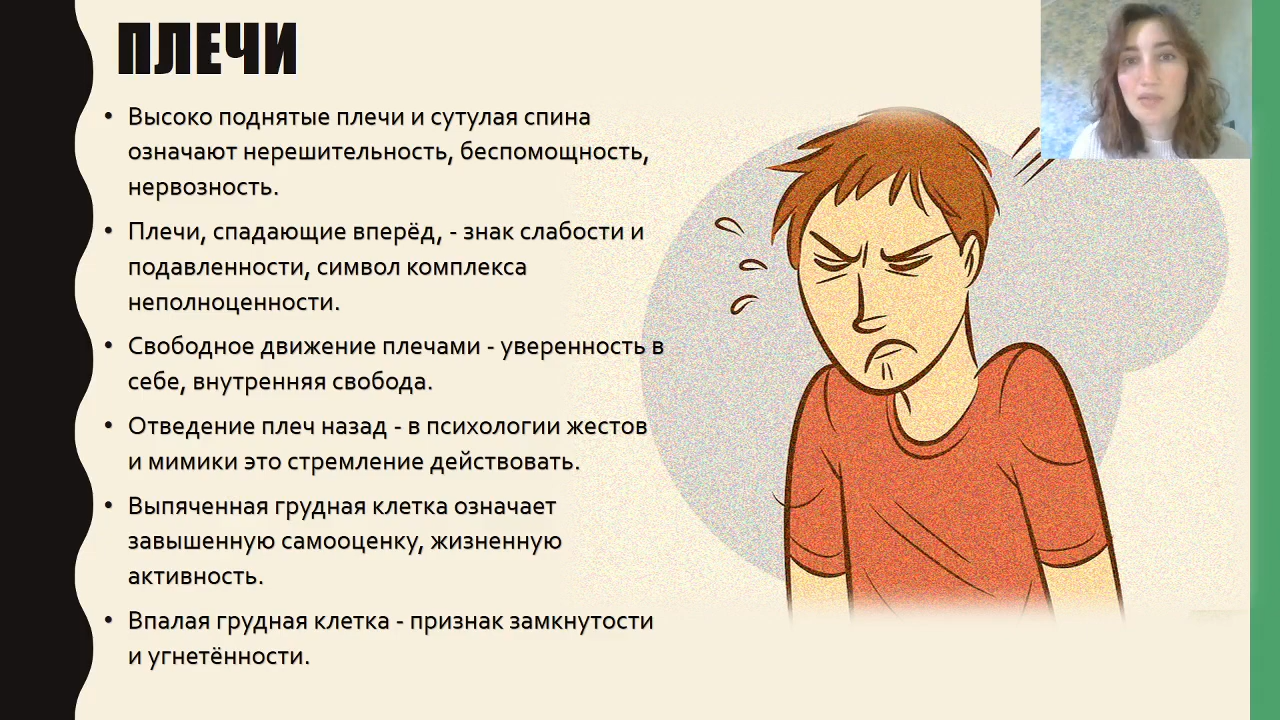 ПЛЕЧИ
• Высоко поднятые плечи и сутулая спина
означают нерешительность, беспомощность,
нервозность.
• Плечи, спадающие вперёд, - знак слабости и
подавленности, символ комплекса
неполноценности.
• Свободное движение плечами - уверенность в
себе, внутренняя свобода.
• Отведение плеч назад - в психологии жестов
и мимики это стремление действовать.
• Выпяченная грудная клетка означает
завышенную самооценку, жизненную
активность.
• Впалая грудная клетка - признак замкнутости
и угнетённости.